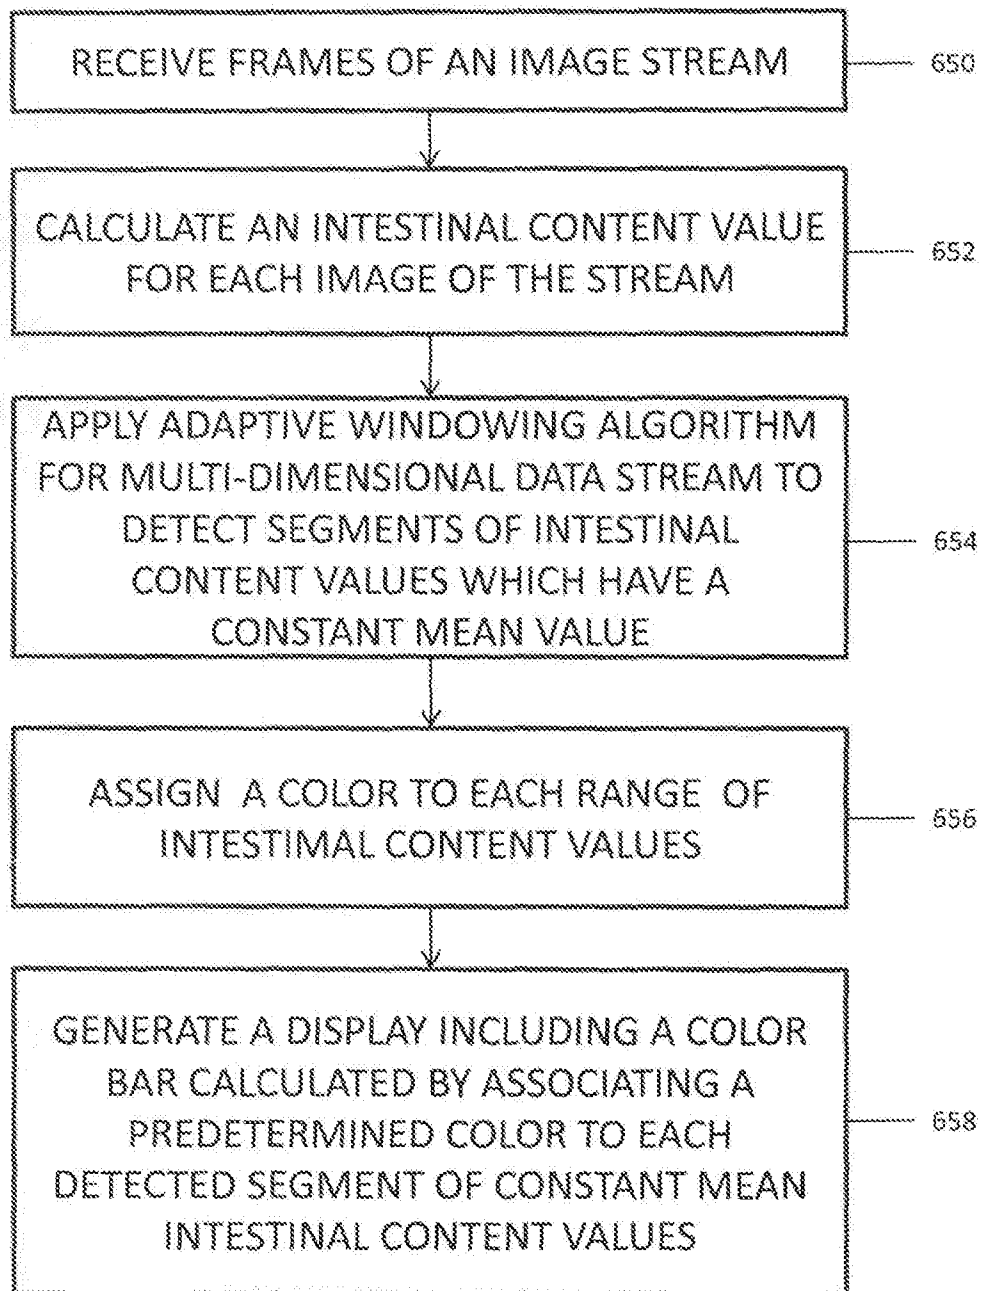 RECEIVE FRAMES OF AN IMAGE STREAM
650
CALCULATE AN INTESTINAL CONTENT VALUE
FOR EACH IMAGE OF THE STREAM
652
APPLY ADAPTIVE WINDOWING ALGORITHM
FOR MULTI-DIMENSIONAL DATA STREAM TO
DETECT SEGMENTS OF INTESTINAL
CONTENT VALUES WHICH HAVE A
CONSTANT MEAN VALUE
654
ASSIGN A COLOR TO EACH RANGE OF
INTESTIMAL CONTENT VALUES
656
GENERATE A DISPLAY INCLUDING A COLOR
BAR CALCULATED BY ASSOCIATING A
PREDETERMINED COLOR TO EACH
DETECTED SEGMENT OF CONSTANT MEAN
INTESTINAL CONTENT VALUES
658